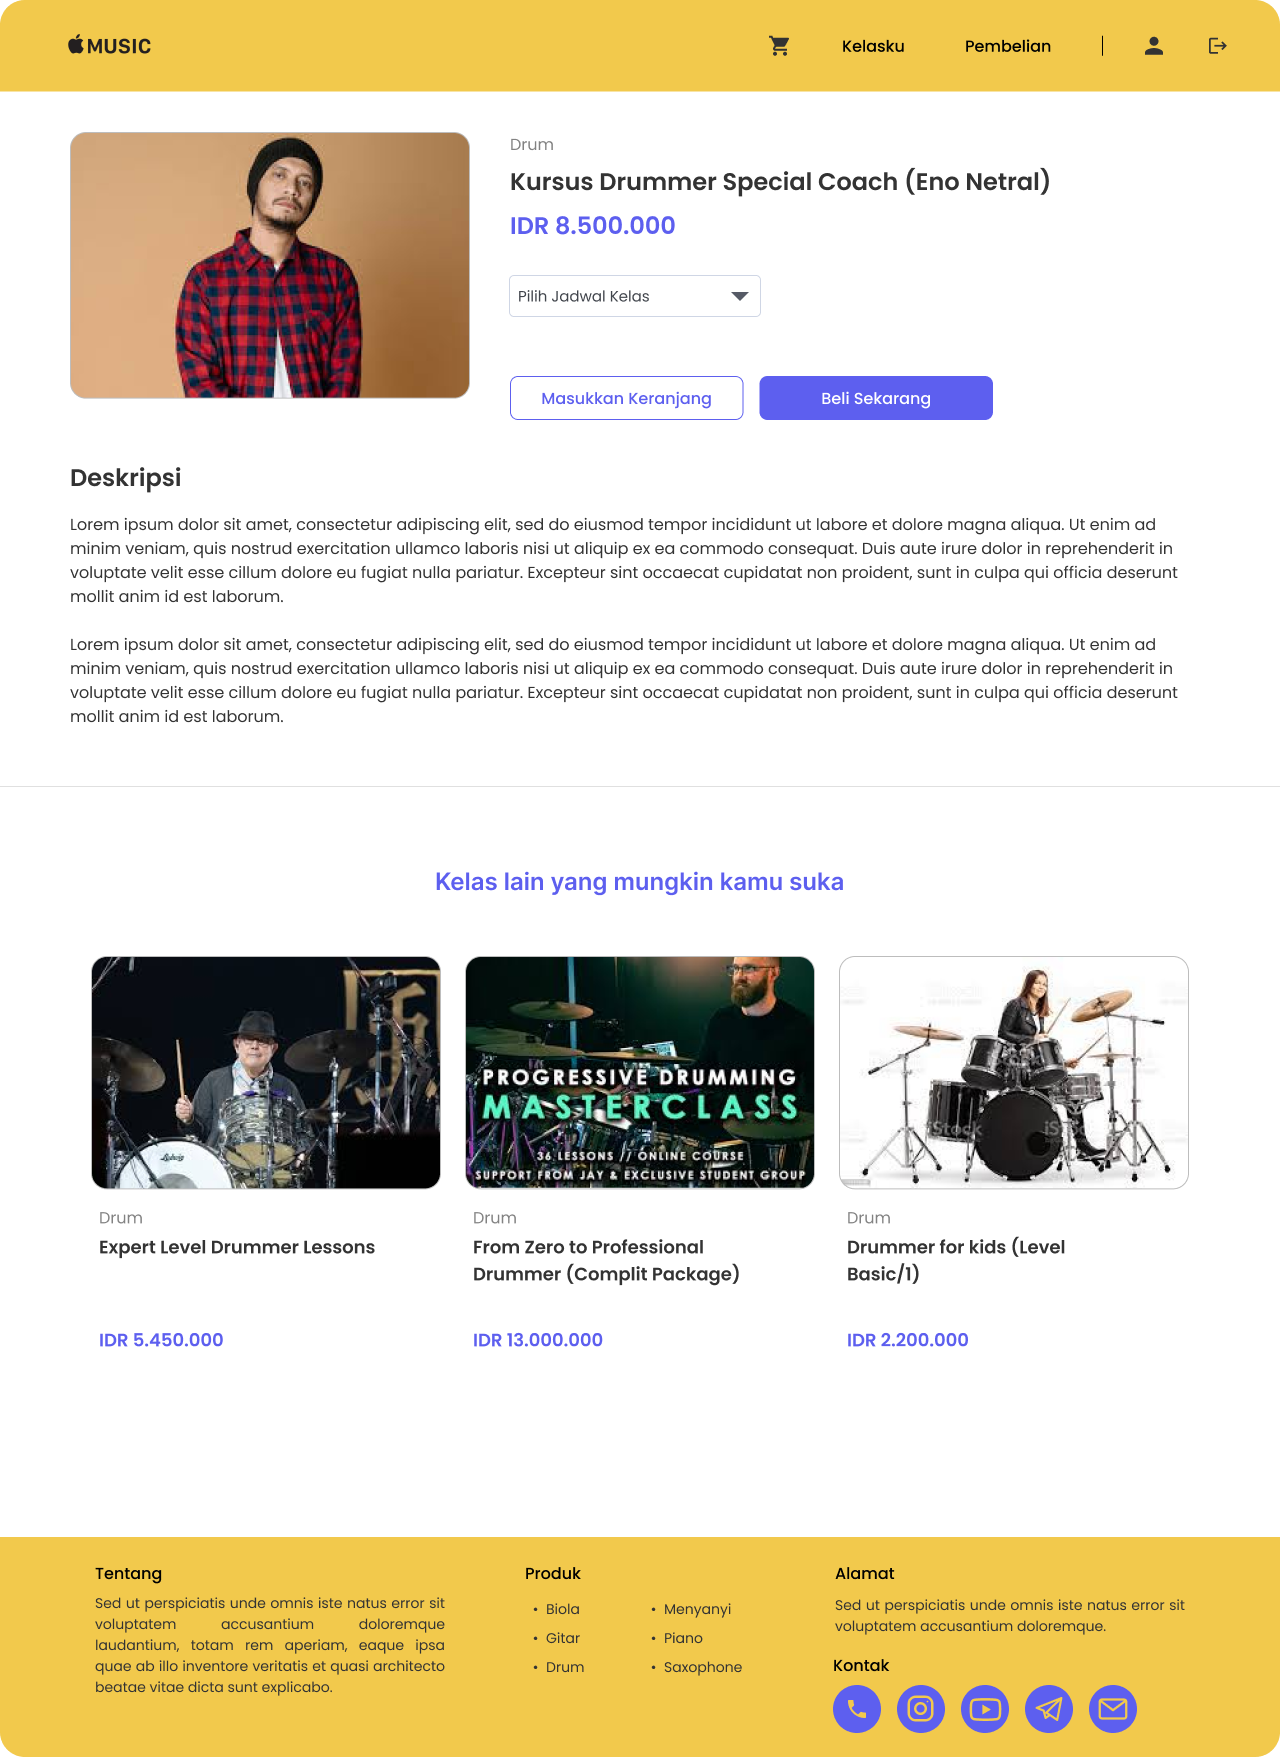 MUSIC
Kelasku
Pembelian
Drum
Kursus Drummer Special Coach (Eno Netral)
IDR 8.500.000
Pilih Jadwal Kelas
Masukkan Keranjang
Beli Sekarang
Deskripsi
Lorem ipsum dolor sit amet, consectetur adipiscing elit, sed do eiusmod tempor incididunt ut labore et dolore magna aliqua. Ut enim ad
minim veniam, quis nostrud exercitation ullamco laboris nisi ut aliquip ex ea commodo consequat. Duis aute irure dolor in reprehenderit in
voluptate velit esse cillum dolore eu fugiat nulla pariatur. Excepteur sint occaecat cupidatat non proident, sunt in culpa qui officia deserunt
mollit anim id est laborum.
Lorem ipsum dolor sit amet, consectetur adipiscing elit, sed do eiusmod tempor incididunt ut labore et dolore magna aliqua. Ut enim ad
minim veniam, quis nostrud exercitation ullamco laboris nisi ut aliquip ex ea commodo consequat. Duis aute irure dolor in reprehenderit in
voluptate velit esse cillum dolore eu fugiat nulla pariatur. Excepteur sint occaecat cupidatat non proident, sunt in culpa qui officia deserunt
mollit anim id est laborum.
Kelas lain yang mungkin kamu suka
Ludwig
Drum
Expert Level Drummer Lessons
IDR 5.450.000
PROGRESSIVE DRUMMING
MASTERCLASS
36 LESSONS // ONLINE COURSE
SUPPORT FROM JAY & EXCLUSIVE STUDENT GROUP
Drum
From Zero to Professional
Drummer (Complit Package)
IDR 13.000.000
iStock
iStock
Drum
Drummer for kids (Level
Basic/1)
IDR 2.200.000
Tentang
Sed ut perspiciatis unde omnis iste natus error sit
voluptatem accusantium doloremque
laudantium, totam rem aperiam, eaque ipsa
quae ab illo inventore veritatis et quasi architecto
beatae vitae dicta sunt explicabo.
Produk
• Biola
• Gitar
• Drum
• Menyanyi
• Piano
• Saxophone
Alamat
Sed ut perspiciatis unde omnis iste natus error sit
voluptatem accusantium doloremque.
Kontak